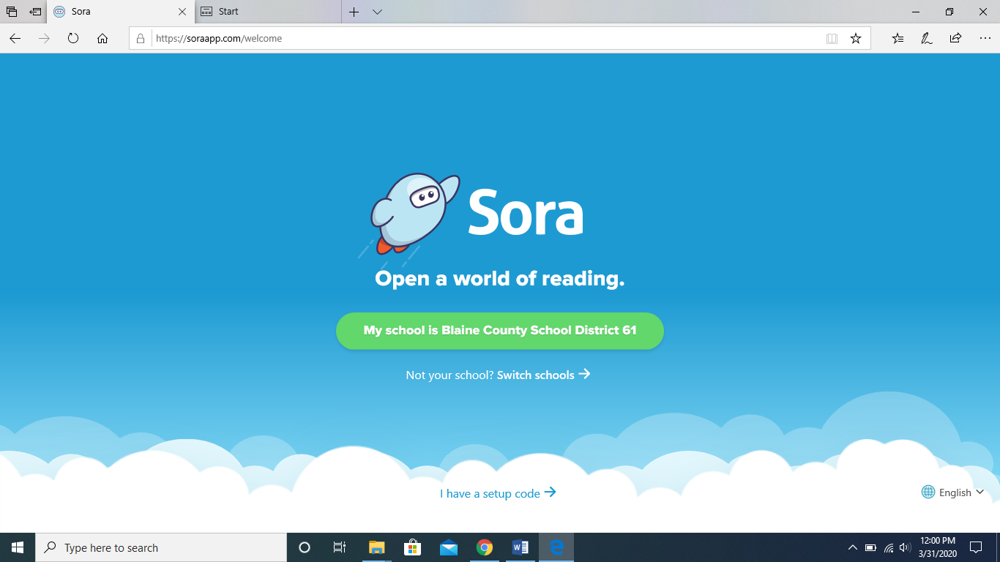 Sora
Start
https://soraapp.com/welcome
Sora
Open a world of reading.
My school is Blaine County School District 61
Not your school? Switch schools →
I have a setup code →
English
Type here to search
12:00 PM
3/31/2020